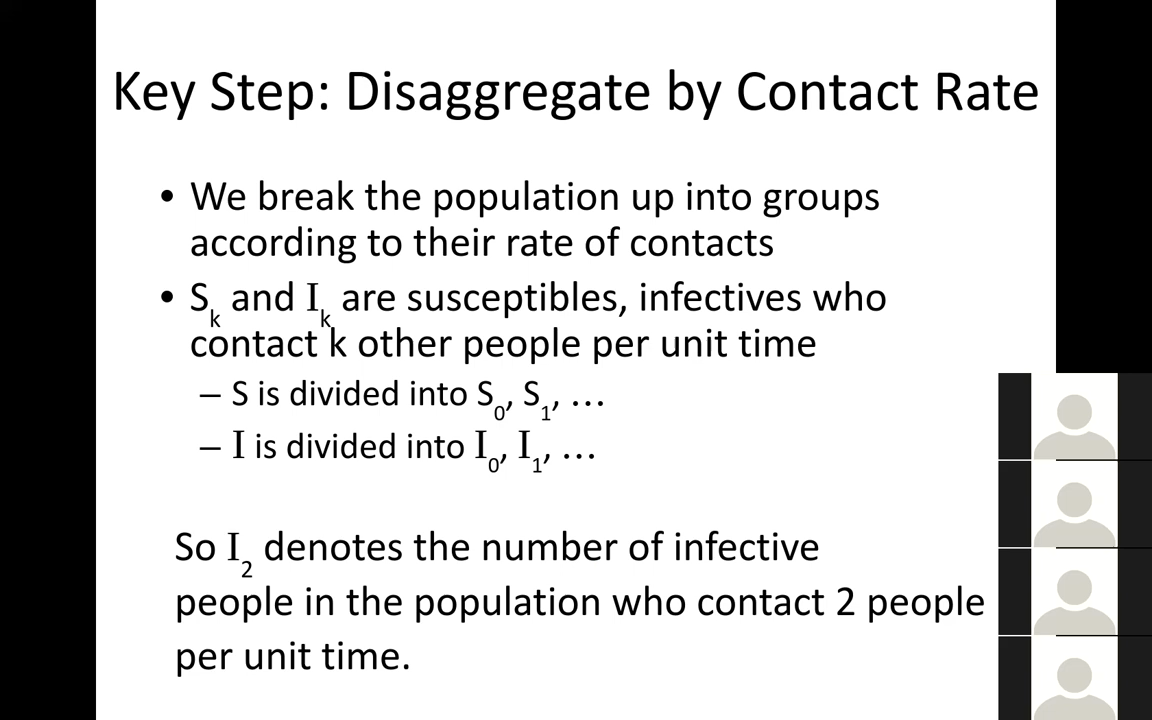 Key Step: Disaggregate by Contact Rate
• We break the population up into groups
according to their rate of contacts
• Sk and Ik are susceptibles, infectives who
contact k other people per unit time
– S is divided into S0, S1, …
– I is divided into I0, I1, …
So I2 denotes the number of infective
people in the population who contact 2 people
per unit time.